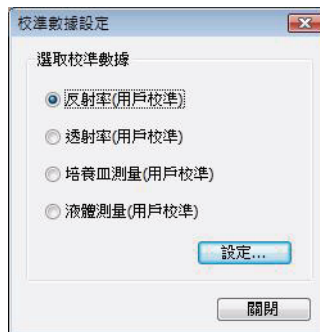 校準數據設定
選取校準數據
反射率(用戶校準)
透射率(用戶校準)
培養皿測量(用戶校準)
液體測量(用戶校準)
設定...
關閉